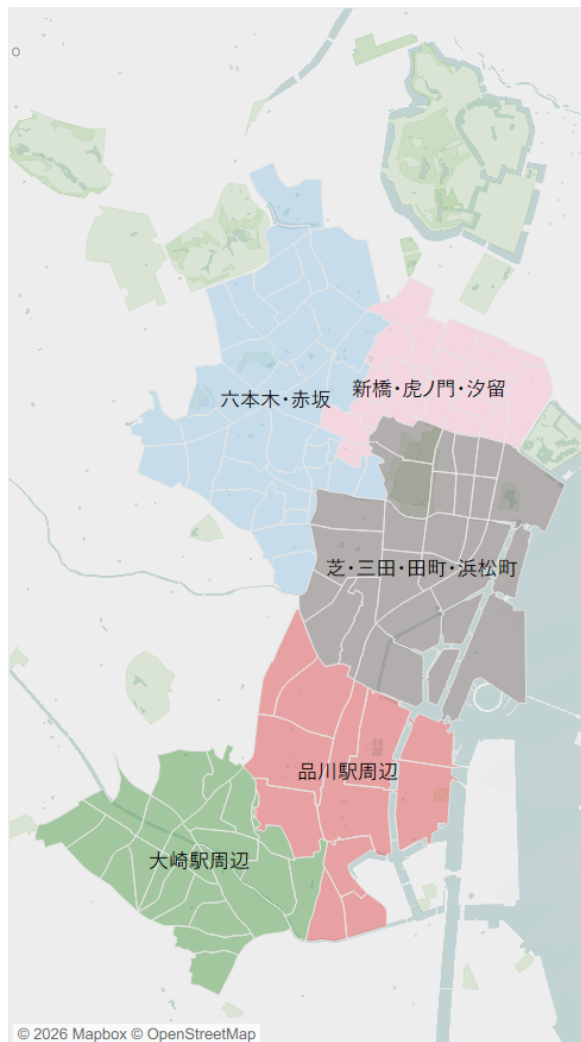 新橋・虎ノ門・汐留
六本木・赤坂
芝・三田・田町・浜松町
品川駅周辺
大崎駅周辺
© 2026 Mapbox © OpenStreetMap